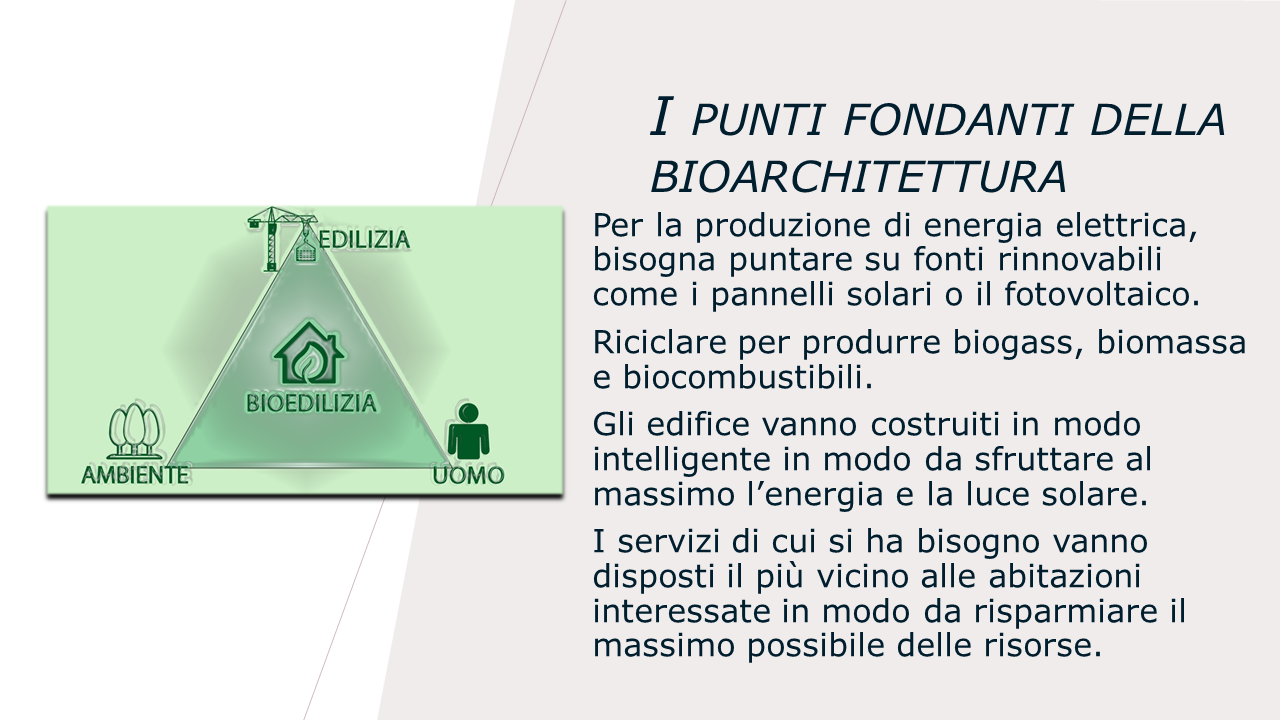 I PUNTI FONDANTI DELLA
BIOARCHITETTURA
EDILIZIA
BIOEDILIZIA
AMBIENTE
UOMO
Per la produzione di energia elettrica,
bisogna puntare su fonti rinnovabili
come i pannelli solari o il fotovoltaico.
Riciclare per produrre biogass, biomassa
e biocombustibili.
Gli edifice vanno costruiti in modo
intelligente in modo da sfruttare al
massimo l’energia e la luce solare.
I servizi di cui si ha bisogno vanno
disposti il più vicino alle abitazioni
interessate in modo da risparmiare il
massimo possibile delle risorse.